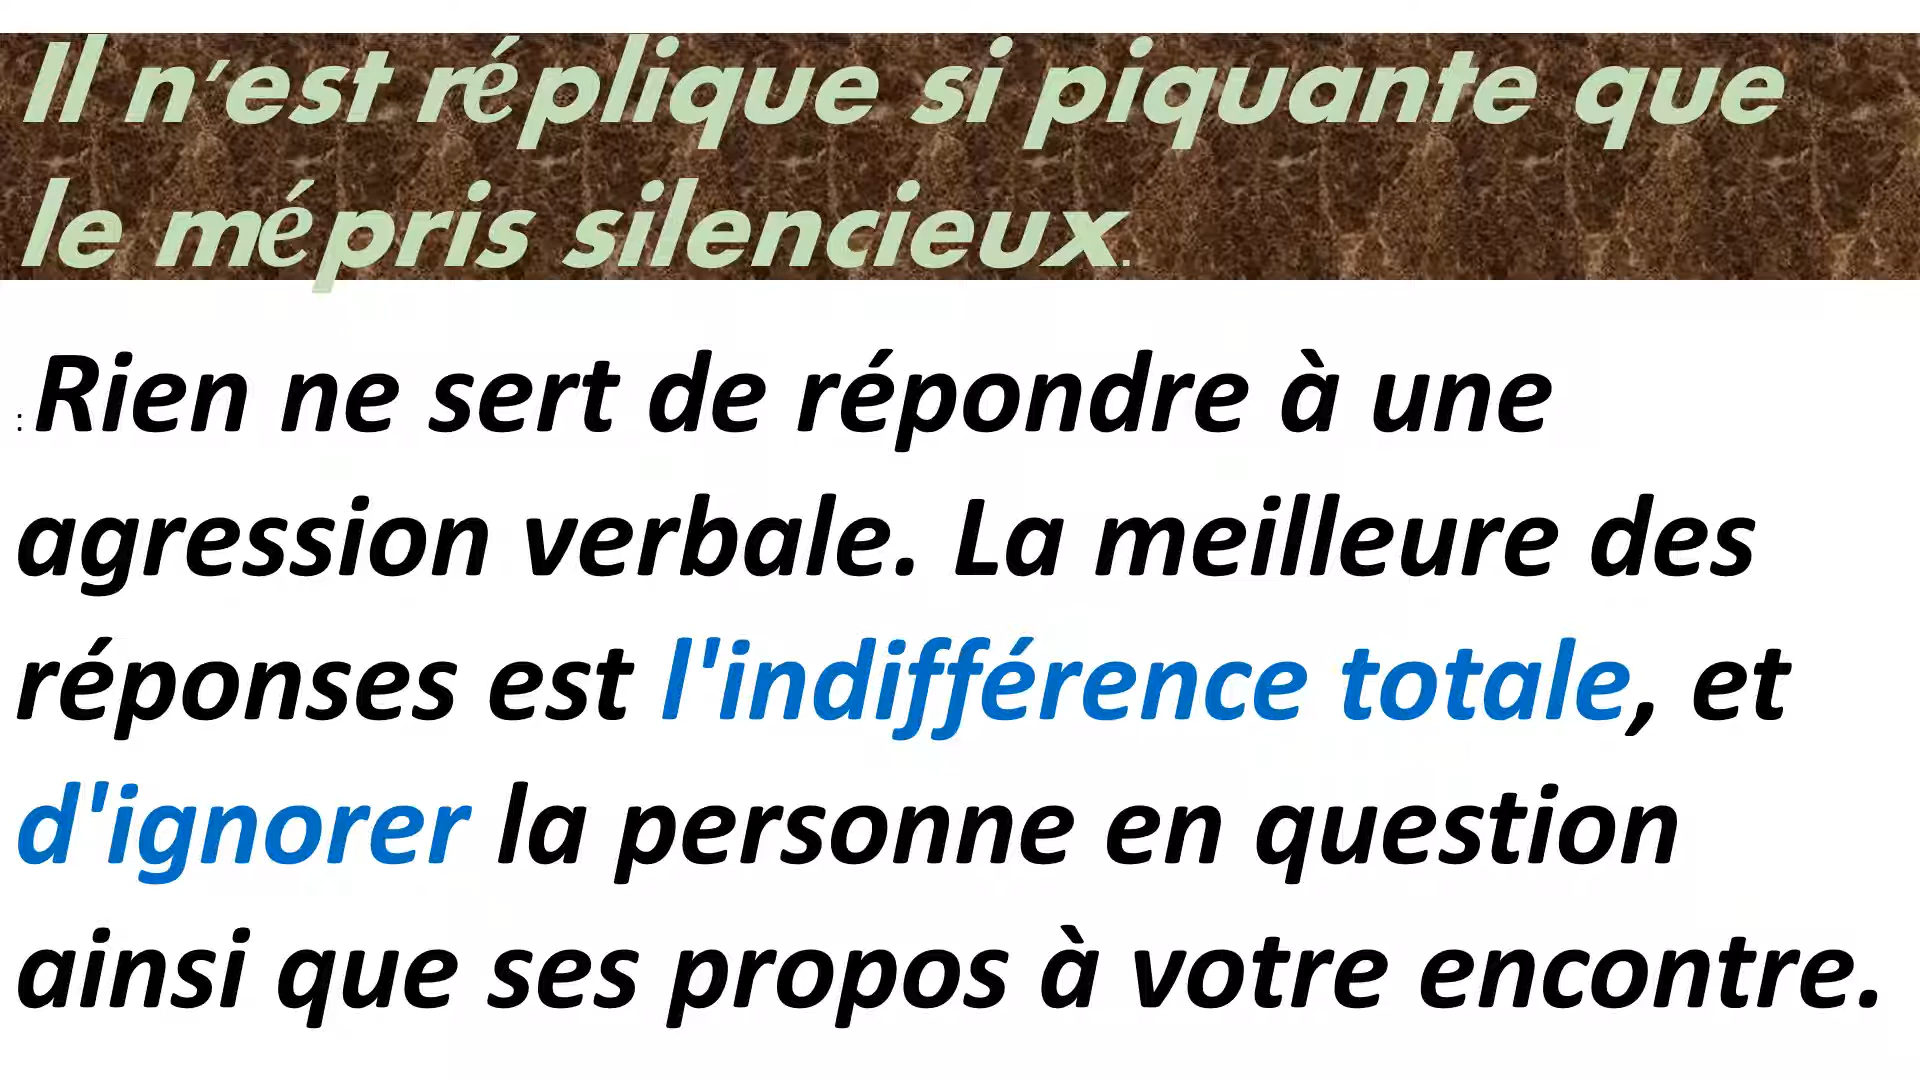 Il n’est réplique si piquante que
le mépris silencieux.
: Rien ne sert de répondre à une
agression verbale. La meilleure des
réponses est l'indifférence totale, et
d'ignorer la personne en question
ainsi que ses propos à votre encontre.